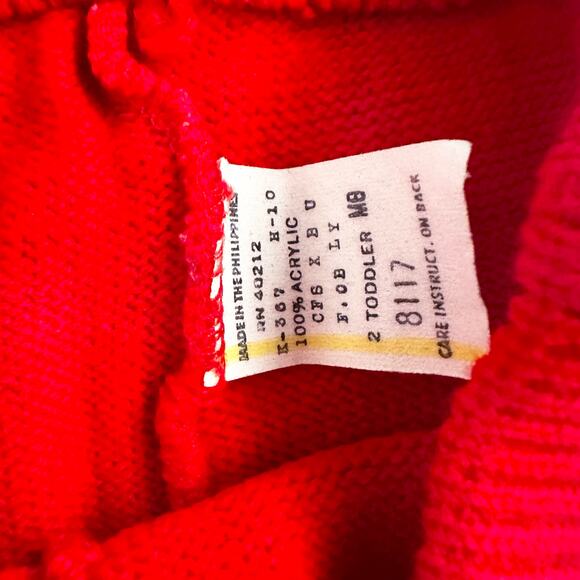 MADE IN THE PHILIPPINES
RN 40212
K-367 H-10
100% ACRYLIC
CFS X B U
F.OB LY
2 TODDLER M8
8117
CARE INSTRUCT. ON BACK